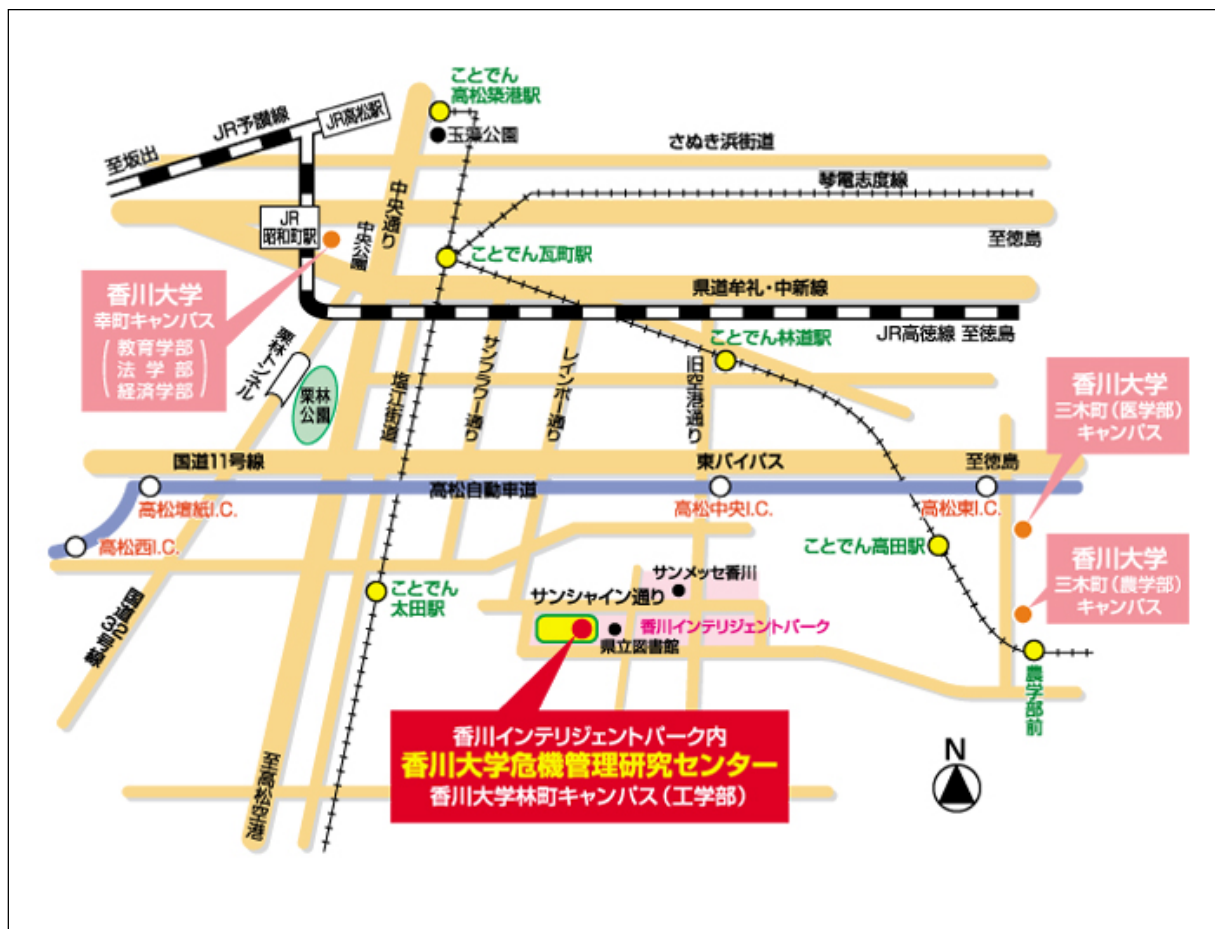 ことでん
高松築港駅
JR高松駅
JR予讃線
玉藻公園
至坂出
さぬき浜街道
琴電志度線
中央通り
中央公園
JR
昭和町駅
至徳島
ことでん瓦町駅
香川大学
幸町キャンパス
(教育学部
法学部
経済学部)
県道牟礼・中新線
JR高徳線 至徳島
ことでん林道駅
栗林トンネル
栗林
公園
塩江街道
サンフラワー通り
レインボー通り
旧空港通り
香川大学
三木町(医学部)
キャンパス
国道11号線
東バイパス
至徳島
高松自動車道
高松壇紙I.C.
高松中央I.C.
高松東I.C.
高松西I.C.
ことでん高田駅
香川大学
三木町(農学部)
キャンパス
サンメッセ香川
ことでん
太田駅
サンシャイン通り
香川インテリジェントパーク
県立図書館
国道32号線
農学部前
香川インテリジェントパーク内
香川大学危機管理研究センター
香川大学林町キャンパス(工学部)
至高松空港
N